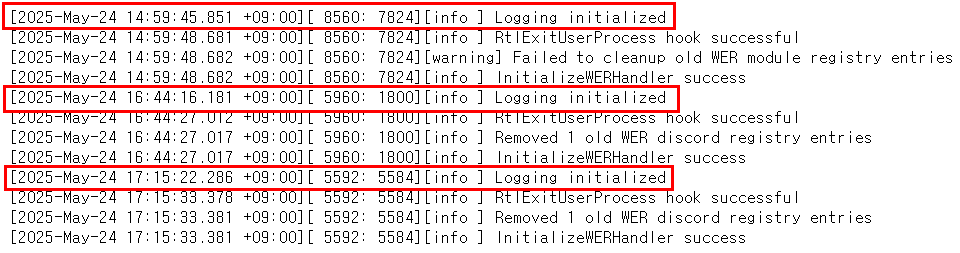 [2025-May-24 14:59:45.851 +09:00][ 8560: 7824][info ] Logging initialized
[2025-May-24 14:59:48.681 +09:00][ 8560: 7824][info ] RtlExitUserProcess hook successful
[2025-May-24 14:59:48.682 +09:00][ 8560: 7824][warning] Failed to cleanup old WER module registry entries
[2025-May-24 14:59:48.682 +09:00][ 8560: 7824][info ] InitializeWERHandler success
[2025-May-24 16:44:16.181 +09:00][ 5960: 1800][info ] Logging initialized
[2025-May-24 16:44:27.012 +09:00][ 5960: 1800][info ] RtlExitUserProcess hook successful
[2025-May-24 16:44:27.017 +09:00][ 5960: 1800][info ] Removed 1 old WER discord registry entries
[2025-May-24 16:44:27.017 +09:00][ 5960: 1800][info ] InitializeWERHandler success
[2025-May-24 17:15:22.286 +09:00][ 5592: 5584][info ] Logging initialized
[2025-May-24 17:15:33.378 +09:00][ 5592: 5584][info ] RtlExitUserProcess hook successful
[2025-May-24 17:15:33.381 +09:00][ 5592: 5584][info ] Removed 1 old WER discord registry entries
[2025-May-24 17:15:33.381 +09:00][ 5592: 5584][info ] InitializeWERHandler success